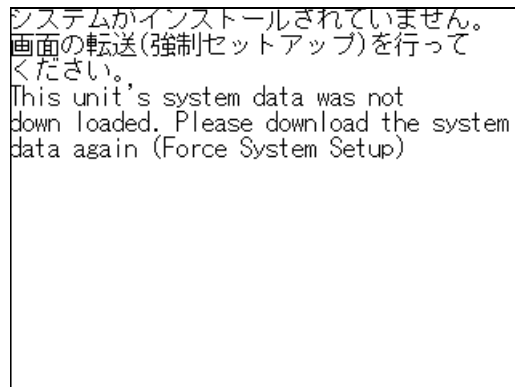 システムがインストールされていません。
画面の転送(強制セットアップ)を行って
ください。
This unit's system data was not
down loaded. Please download the system
data again (Force System Setup)